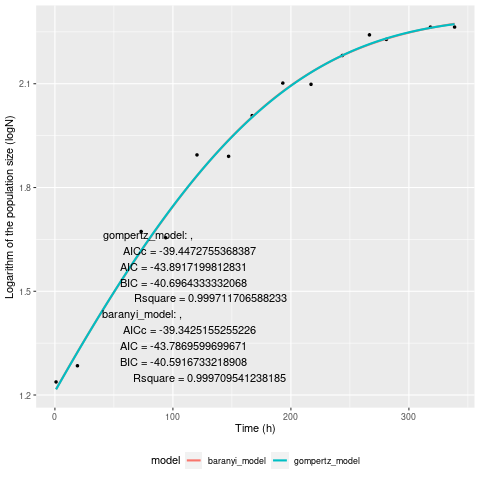 2.1
1.8
1.5
1.2
Logarithm of the population size (logN)
gompertz_model: ,
AICc = -39.4472755368387
AIC = -43.8917199812831
BIC = -40.6964333332068
Rsquare = 0.999711706588233
baranyi_model: ,
AICc = -39.3425155255226
AIC = -43.7869599699671
BIC = -40.5916733218908
Rsquare = 0.999709541238185
0 100 200 300
Time (h)
model baranyi_model gompertz_model